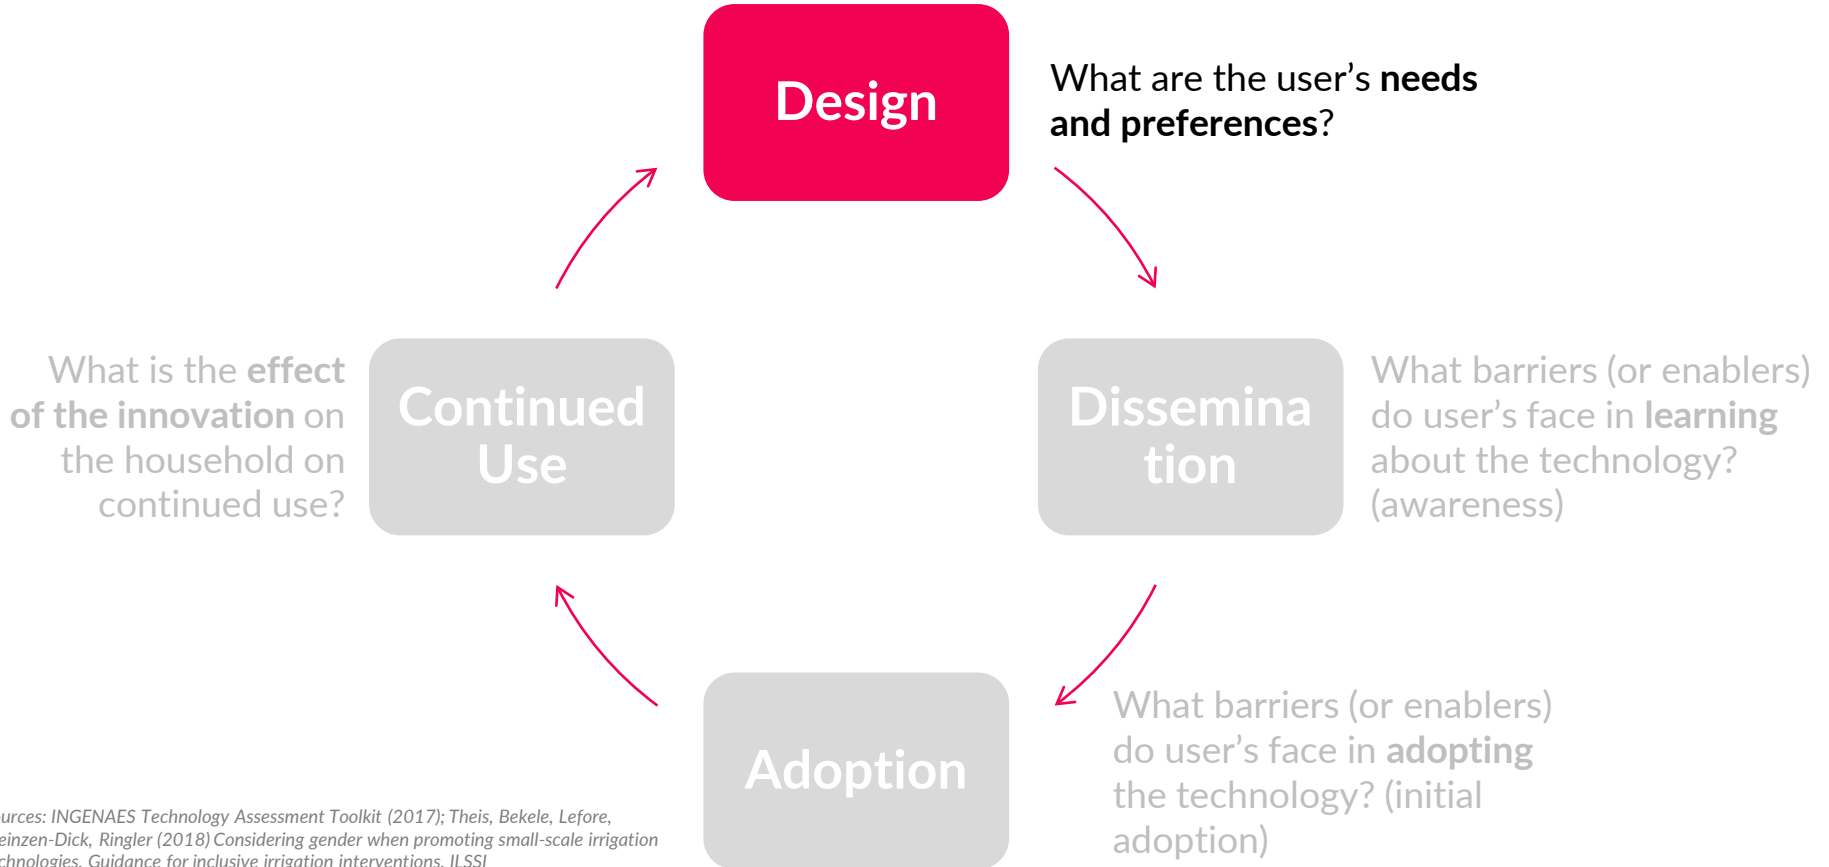 Design
What are the user’s needs
and preferences?
What is the effect
of the innovation on
the household on
continued use?
Continued
Use
Dissemina
tion
What barriers (or enablers)
do user’s face in learning
about the technology?
(awareness)
Adoption
What barriers (or enablers)
do user’s face in adopting
the technology? (initial
adoption)
urces: INGENAES Technology Assessment Toolkit (2017); Theis, Bekele, Lefore,
einzen-Dick, Ringler (2018) Considering gender when promoting small-scale irrigation
chnologies. Guidance for inclusive irrigation interventions. ILSSI